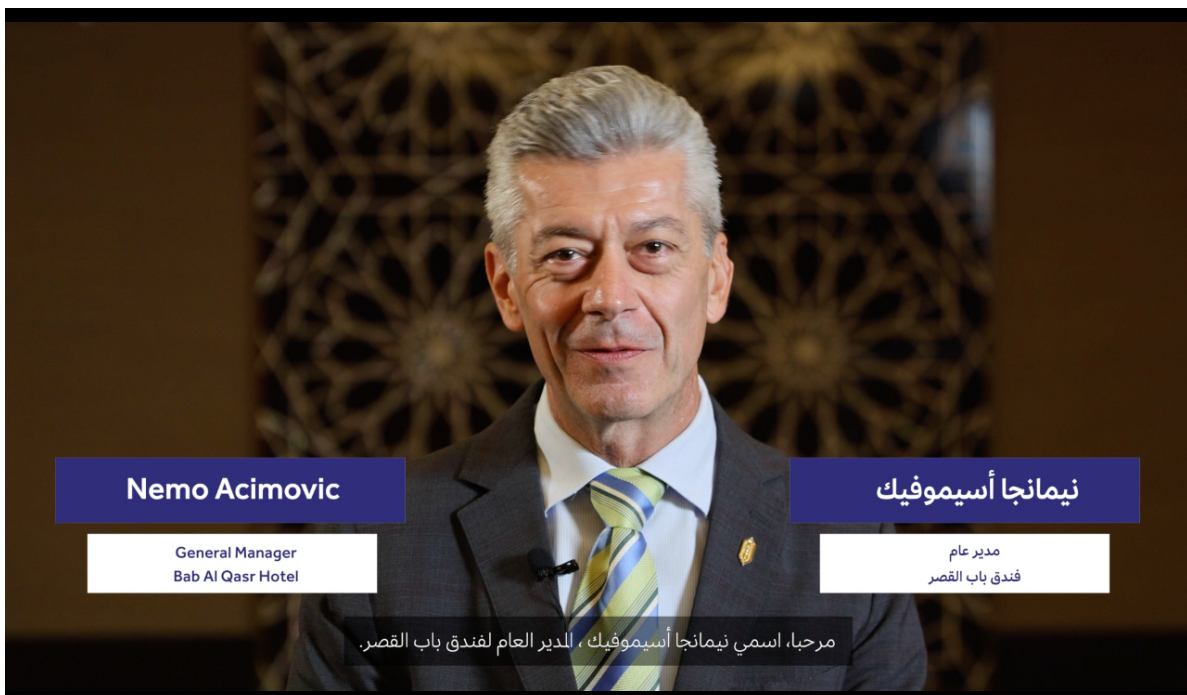 Nemo Acimovic
General Manager
Bab Al Qasr Hotel
نيمانجا أسيموفيك
مدير عام
فندق باب القصر
مرحبا، اسمي نيمانجا أسيموفيك ، المدير العام لفندق باب القصر.